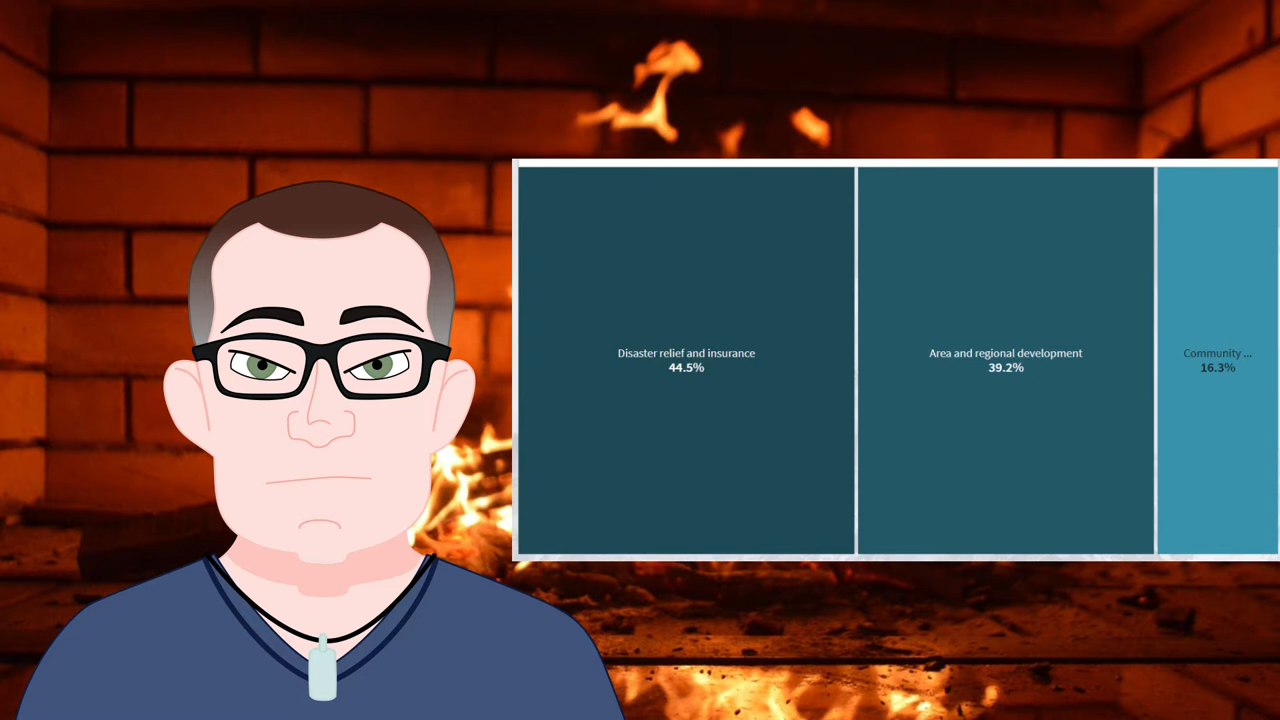 Disaster relief and insurance
44.5%
Area and regional development
39.2%
Community ...
16.3%